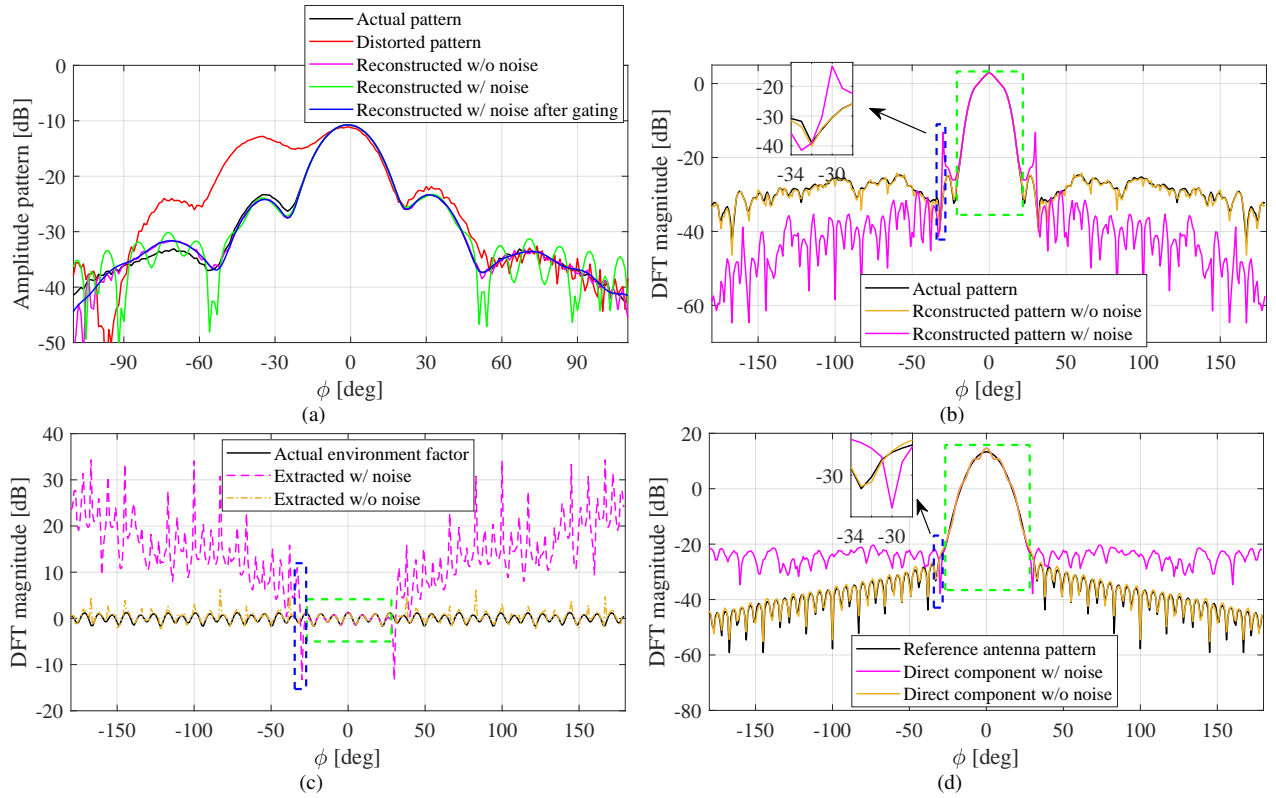 Actual pattern
Distorted pattern
Reconstructed w/o noise
Reconstructed w/ noise
Reconstructed w/ noise after gating
0
-10
-20
-30
-40
-50
Amplitude pattern [dB]
-90
-60
-30
0
30
60
90
ϕ [deg]
(a)
-20
-30
-40
-34
-30
20
0
-20
-40
-60
DFT magnitude [dB]
Actual pattern
Rconstructed pattern w/o noise
Rconstructed pattern w/ noise
-150
-100
-50
0
50
100
150
ϕ [deg]
(b)
40
30
20
10
0
-10
-20
DFT magnitude [dB]
Actual environment factor
Extracted w/ noise
Extracted w/o noise
-150
-100
-50
0
50
100
150
ϕ [deg]
(c)
-30
-34
-30
20
0
-20
-40
-60
-80
DFT magnitude [dB]
Reference antenna pattern
Direct component w/ noise
Direct component w/o noise
-150
-100
-50
0
50
100
150
ϕ [deg]
(d)